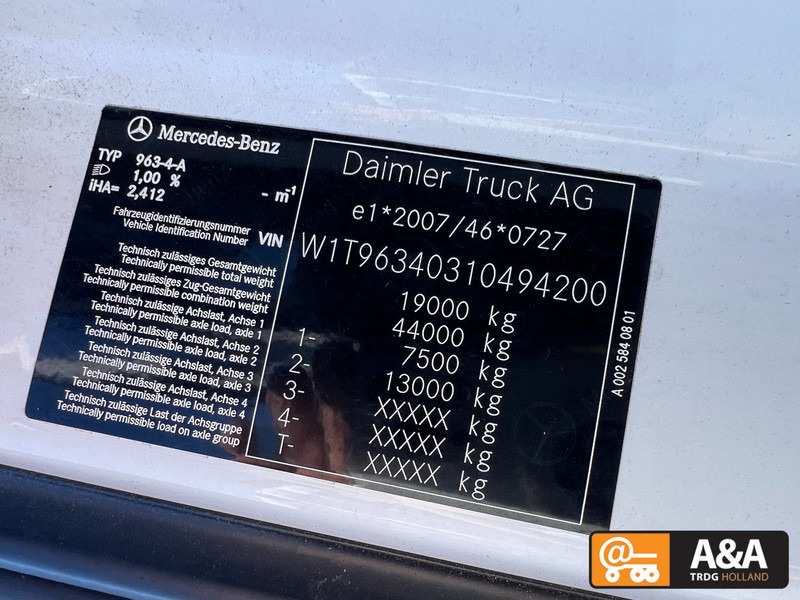 Mercedes-Benz
TYP 963-4-A
1,00 %
iHA= 2,412 - m⁻¹
Fahrzeugidentifizierungsnummer
Vehicle Identification Number VIN
Technisch zulässiges Gesamtgewicht
Technically permissible total weight
Technisch zulässiges Zug-Gesamtgewicht
Technically permissible combination weight
Technisch zulässige Achslast, Achse 1
Technically permissible axle load, axle 1
Technisch zulässige Achslast, Achse 2
Technically permissible axle load, axle 2
Technisch zulässige Achslast, Achse 3
Technically permissible axle load, axle 3
Technisch zulässige Achslast, Achse 4
Technically permissible axle load, axle 4
Technisch zulässige Last der Achsgruppe
Technically permissible load on axle group
Daimler Truck AG
e1*2007/46*0727
W1T96340310494200
19000 kg
44000 kg
1- 7500 kg
2- 13000 kg
3- XXXXX kg
4- XXXXX kg
T- XXXXX kg
A 002 584 08 01
@ A&A
TRDG HOLLAND